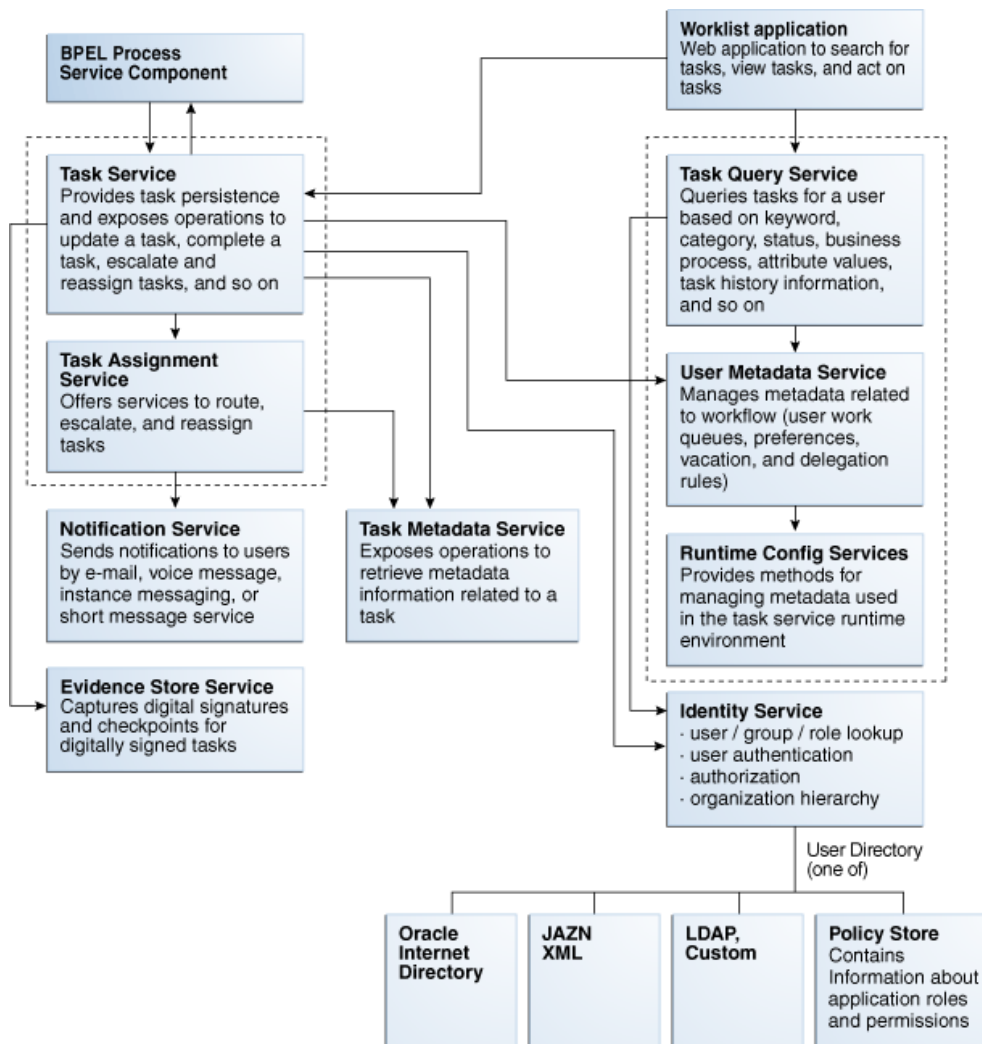 BPEL Process
Service Component
Worklist application
Web application to search for
tasks, view tasks, and act on
tasks
Task Service
Provides task persistence
and exposes operations to
update a task, complete a
task, escalate and
reassign tasks, and so on
Task Query Service
Queries tasks for a user
based on keyword,
category, status, business
process, attribute values,
task history information,
and so on
Task Assignment
Service
Offers services to route,
escalate, and reassign
tasks
User Metadata Service
Manages metadata related
to workflow (user work
queues, preferences,
vacation, and delegation
rules)
Notification Service
Sends notifications to users
by e-mail, voice message,
instance messaging, or
short message service
Task Metadata Service
Exposes operations to
retrieve metadata
information related to a
task
Runtime Config Services
Provides methods for
managing metadata used
in the task service runtime
environment
Evidence Store Service
Captures digital signatures
and checkpoints for
digitally signed tasks
Identity Service
· user / group / role lookup
· user authentication
· authorization
· organization hierarchy
User Directory
(one of)
Oracle
Internet
Directory
JAZN
XML
LDAP,
Custom
Policy Store
Contains
Information about
application roles
and permissions